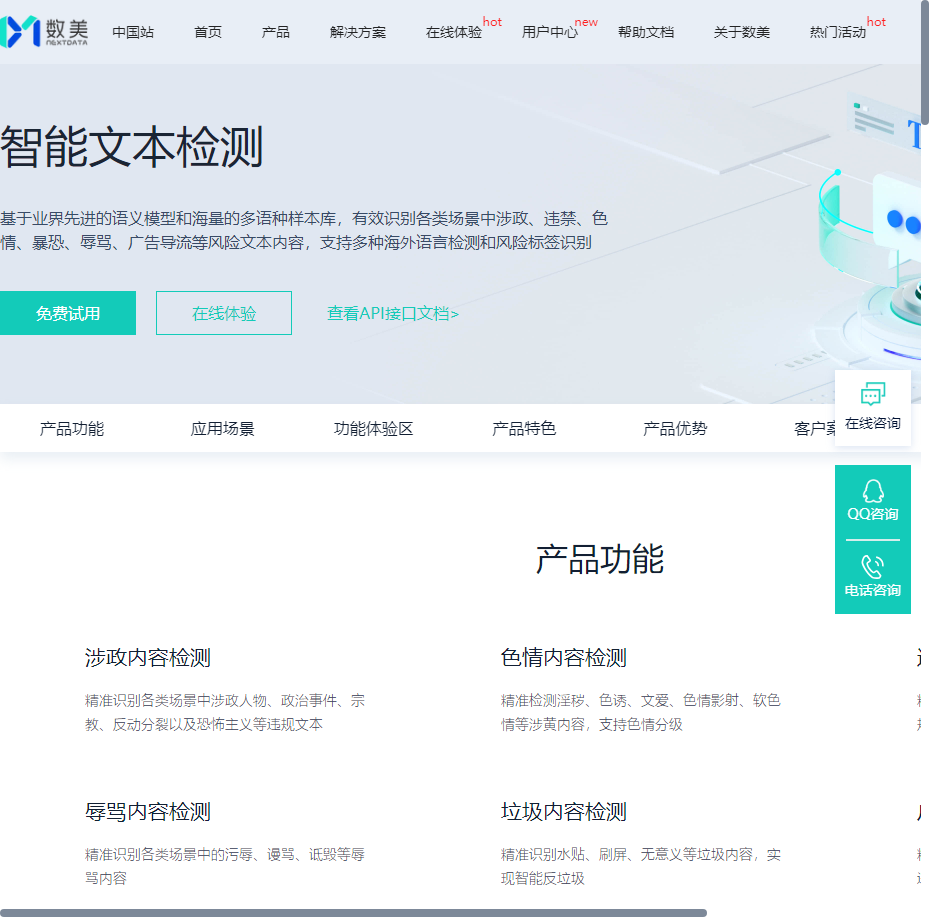 数美
NEXTDATA
中国站 首页 产品 解决方案 在线体验 hot 用户中心 new 帮助文档 关于数美 热门活动 hot
智能文本检测
基于业界先进的语义模型和海量的多语种样本库，有效识别各类场景中涉政、违禁、色
情、暴恐、辱骂、广告导流等风险文本内容，支持多种海外语言检测和风险标签识别
免费试用 在线体验 查看API接口文档>
产品功能 应用场景 功能体验区 产品特色 产品优势 客户
在线咨询
QQ咨询
电话咨询
产品功能
涉政内容检测
精准识别各类场景中涉政人物、政治事件、宗
教、反动分裂以及恐怖主义等违规文本
色情内容检测
精准检测淫秽、色诱、文爱、色情影射、软色
情等涉黄内容，支持色情分级
辱骂内容检测
精准识别各类场景中的污辱、谩骂、诋毁等辱
骂内容
垃圾内容检测
精准识别水贴、刷屏、无意义等垃圾内容，实
现智能反垃圾